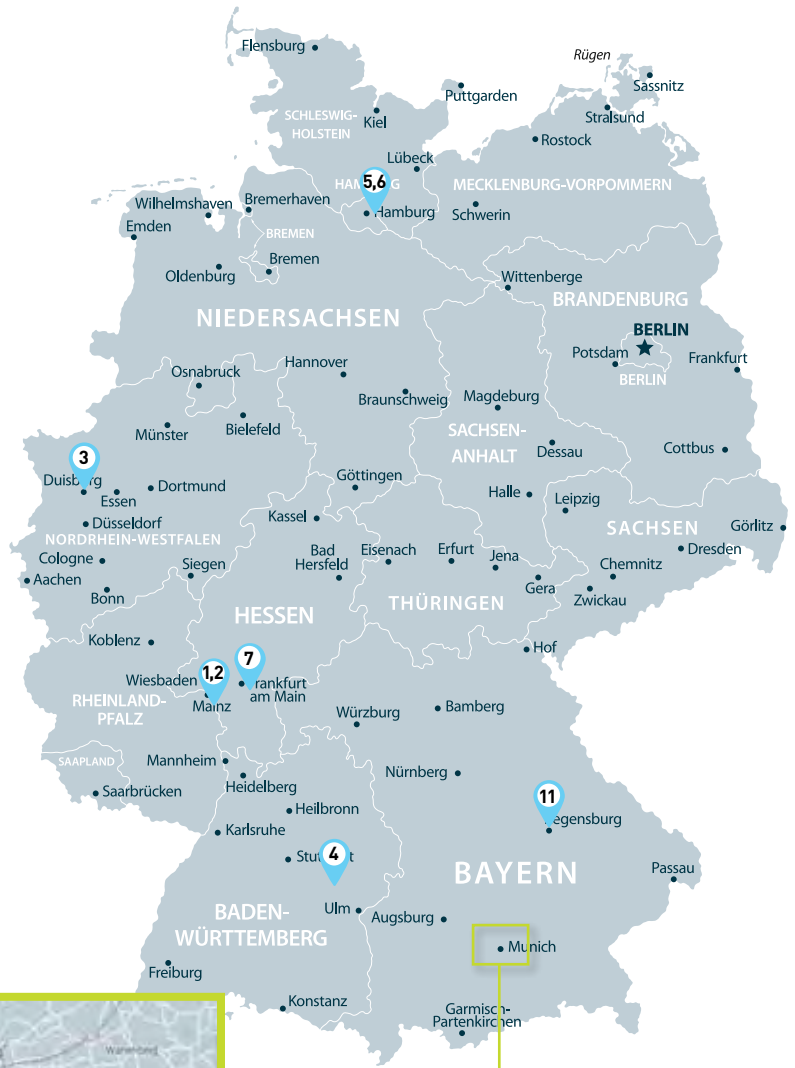 Flensburg
Rügen
Sassnitz
Puttgarden
SCHLESWIG-
HOLSTEIN
Kiel
Stralsund
Rostock
Lübeck
5,6
MECKLENBURG-VORPOMMERN
Wilhelmshaven
Bremerhaven
Hamburg
Schwerin
Emden
BREMEN
Bremen
Oldenburg
Wittenberge
BRANDENBURG
NIEDERSACHSEN
BERLIN
Potsdam
Frankfurt
BERLIN
Hannover
Osnabruck
Braunschweig
Magdeburg
Münster
Bielefeld
SACHSEN-
ANHALT
Dessau
Cottbus
3
Duisburg
Essen
Dortmund
Göttingen
Halle
Leipzig
Düsseldorf
Kassel
SACHSEN
Görlitz
NORDRHEIN-WESTFALEN
Cologne
Siegen
Bad
Hersfeld
Eisenach
Erfurt
Jena
Dresden
Chemnitz
Aachen
Bonn
Gera
Zwickau
HESSEN
THÜRINGEN
Koblenz
Hof
7
1,2
Wiesbaden
Frankfurt
am Main
Mainz
RHEINLAND-
PFALZ
Würzburg
Bamberg
SAAPLAND
Mannheim
Nürnberg
Heidelberg
Saarbrücken
11
Heilbronn
Regensburg
Karlsruhe
4
Stuttgart
BAYERN
Passau
BADEN-
WÜRTTEMBERG
Ulm
Augsburg
Munich
Freiburg
Konstanz
Garmisch-
Partenkirchen